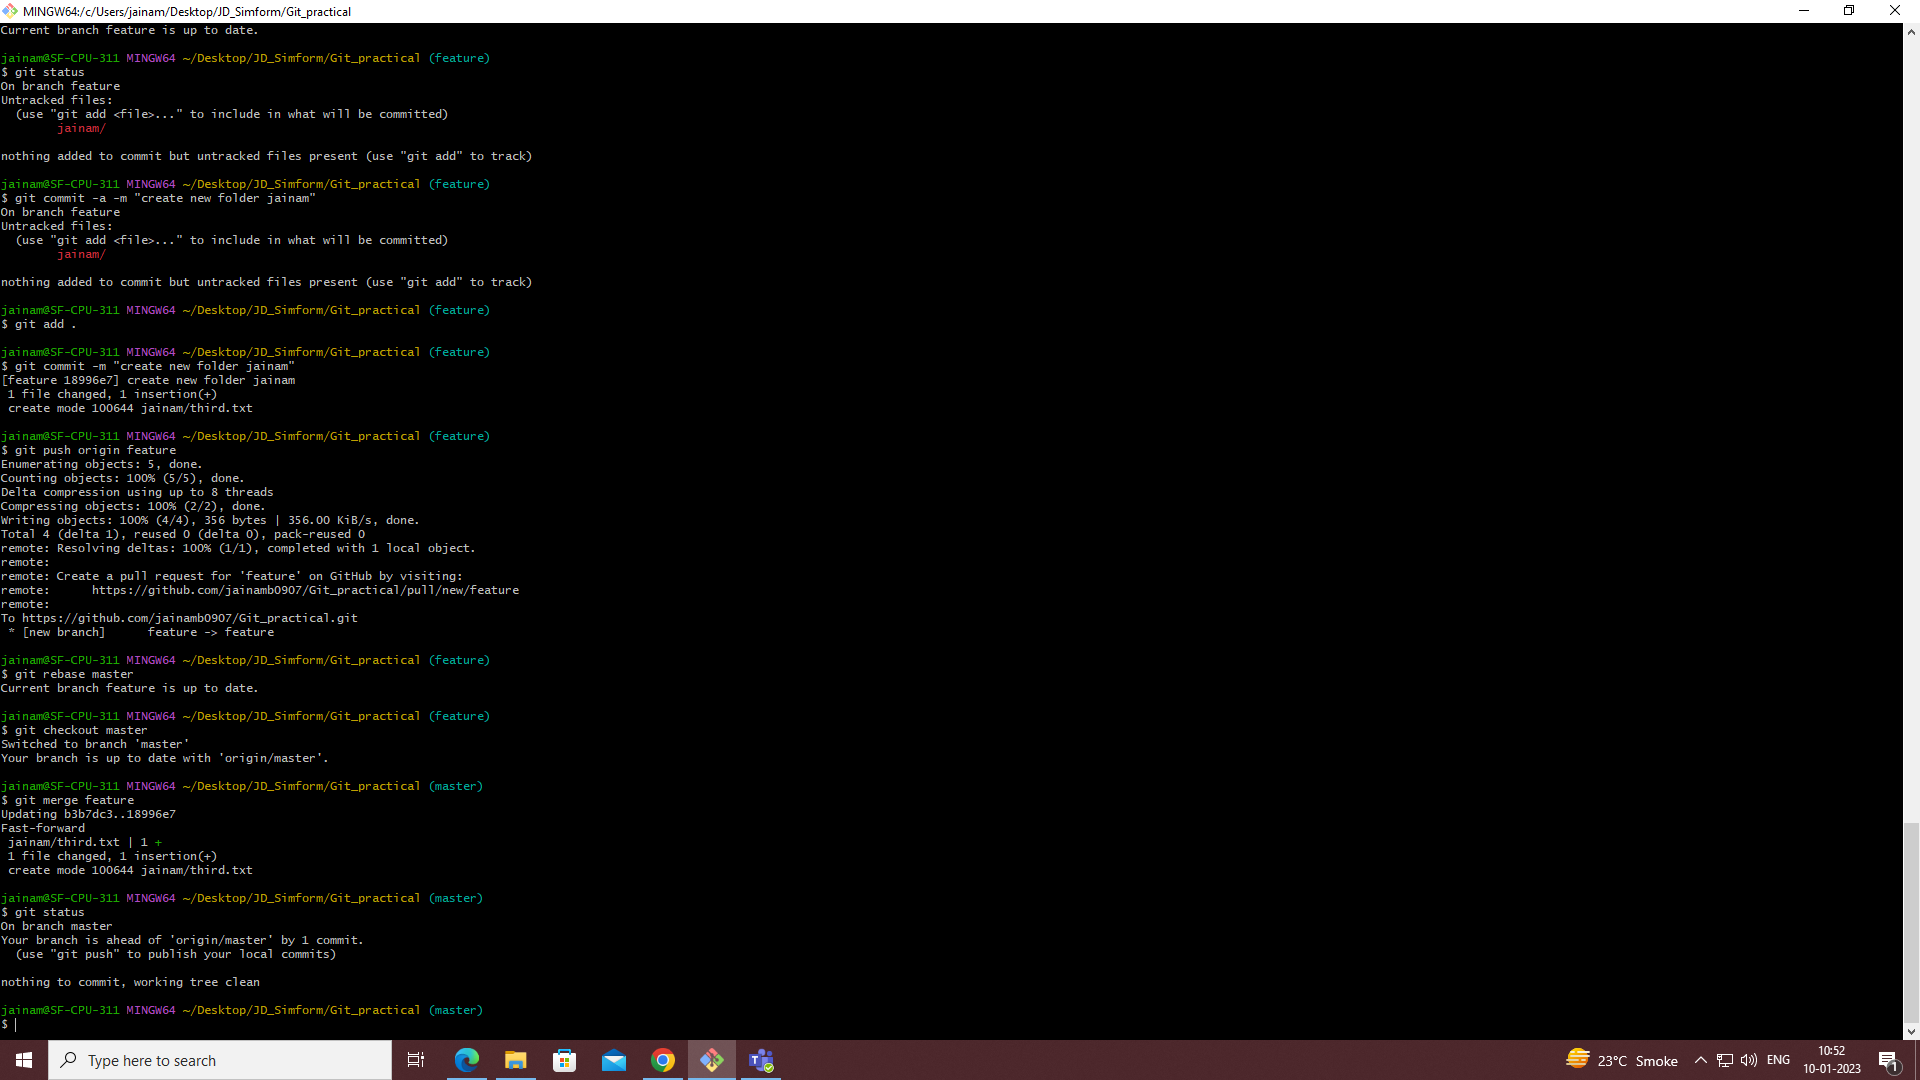 MINGW64:/c/Users/jainam/Desktop/JD_Simform/Git_practical
Current branch feature is up to date.
jainam@SF-CPU-311 MINGW64 ~/Desktop/JD_Simform/Git_practical (feature)
$ git status
On branch feature
Untracked files:
  (use "git add <file>..." to include in what will be committed)
        jainam/
nothing added to commit but untracked files present (use "git add" to track)
jainam@SF-CPU-311 MINGW64 ~/Desktop/JD_Simform/Git_practical (feature)
$ git commit -a -m "create new folder jainam"
On branch feature
Untracked files:
  (use "git add <file>..." to include in what will be committed)
        jainam/
nothing added to commit but untracked files present (use "git add" to track)
jainam@SF-CPU-311 MINGW64 ~/Desktop/JD_Simform/Git_practical (feature)
$ git add .
jainam@SF-CPU-311 MINGW64 ~/Desktop/JD_Simform/Git_practical (feature)
$ git commit -m "create new folder jainam"
[feature 18996e7] create new folder jainam
 1 file changed, 1 insertion(+)
 create mode 100644 jainam/third.txt
jainam@SF-CPU-311 MINGW64 ~/Desktop/JD_Simform/Git_practical (feature)
$ git push origin feature
Enumerating objects: 5, done.
Counting objects: 100% (5/5), done.
Delta compression using up to 8 threads
Compressing objects: 100% (2/2), done.
Writing objects: 100% (4/4), 356 bytes | 356.00 KiB/s, done.
Total 4 (delta 1), reused 0 (delta 0), pack-reused 0
remote: Resolving deltas: 100% (1/1), completed with 1 local object.
remote:
remote: Create a pull request for 'feature' on GitHub by visiting:
remote:      https://github.com/jainamb0907/Git_practical/pull/new/feature
remote:
To https://github.com/jainamb0907/Git_practical.git
 * [new branch]      feature -> feature
jainam@SF-CPU-311 MINGW64 ~/Desktop/JD_Simform/Git_practical (feature)
$ git rebase master
Current branch feature is up to date.
jainam@SF-CPU-311 MINGW64 ~/Desktop/JD_Simform/Git_practical (feature)
$ git checkout master
Switched to branch 'master'
Your branch is up to date with 'origin/master'.
jainam@SF-CPU-311 MINGW64 ~/Desktop/JD_Simform/Git_practical (master)
$ git merge feature
Updating b3b7dc3..18996e7
Fast-forward
 jainam/third.txt | 1 +
 1 file changed, 1 insertion(+)
 create mode 100644 jainam/third.txt
jainam@SF-CPU-311 MINGW64 ~/Desktop/JD_Simform/Git_practical (master)
$ git status
On branch master
Your branch is ahead of 'origin/master' by 1 commit.
  (use "git push" to publish your local commits)
nothing to commit, working tree clean
jainam@SF-CPU-311 MINGW64 ~/Desktop/JD_Simform/Git_practical (master)
$
Type here to search
23°C Smoke
ENG
10:52
10-01-2023
1